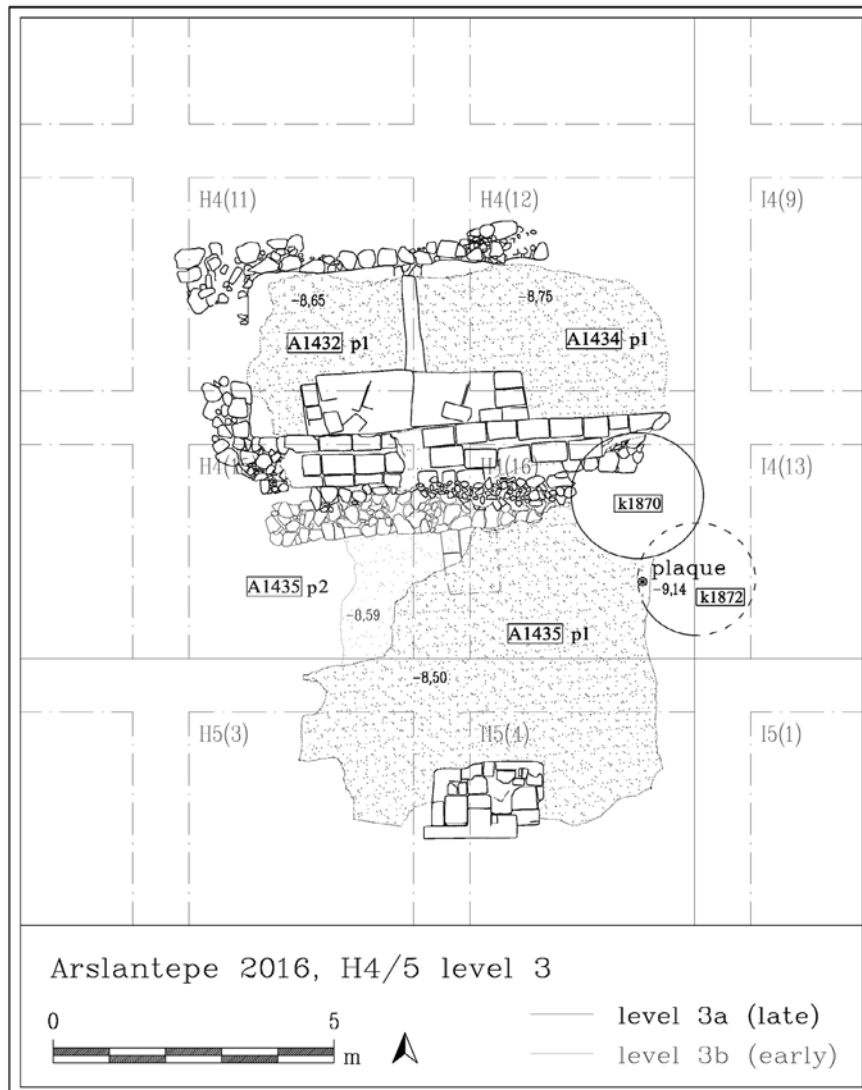 H4(11) H4(12) I4(9)
-8,65 -8,75
A1432 p1 A1434 p1
H4(16) I4(13)
k1870
plaque
-9,14 k1872
A1435 p2
-8,59
A1435 p1
-8,50
H5(3) H5(4) I5(1)
Arslantepe 2016, H4/5 level 3
0 5
m
level 3a (late)
level 3b (early)